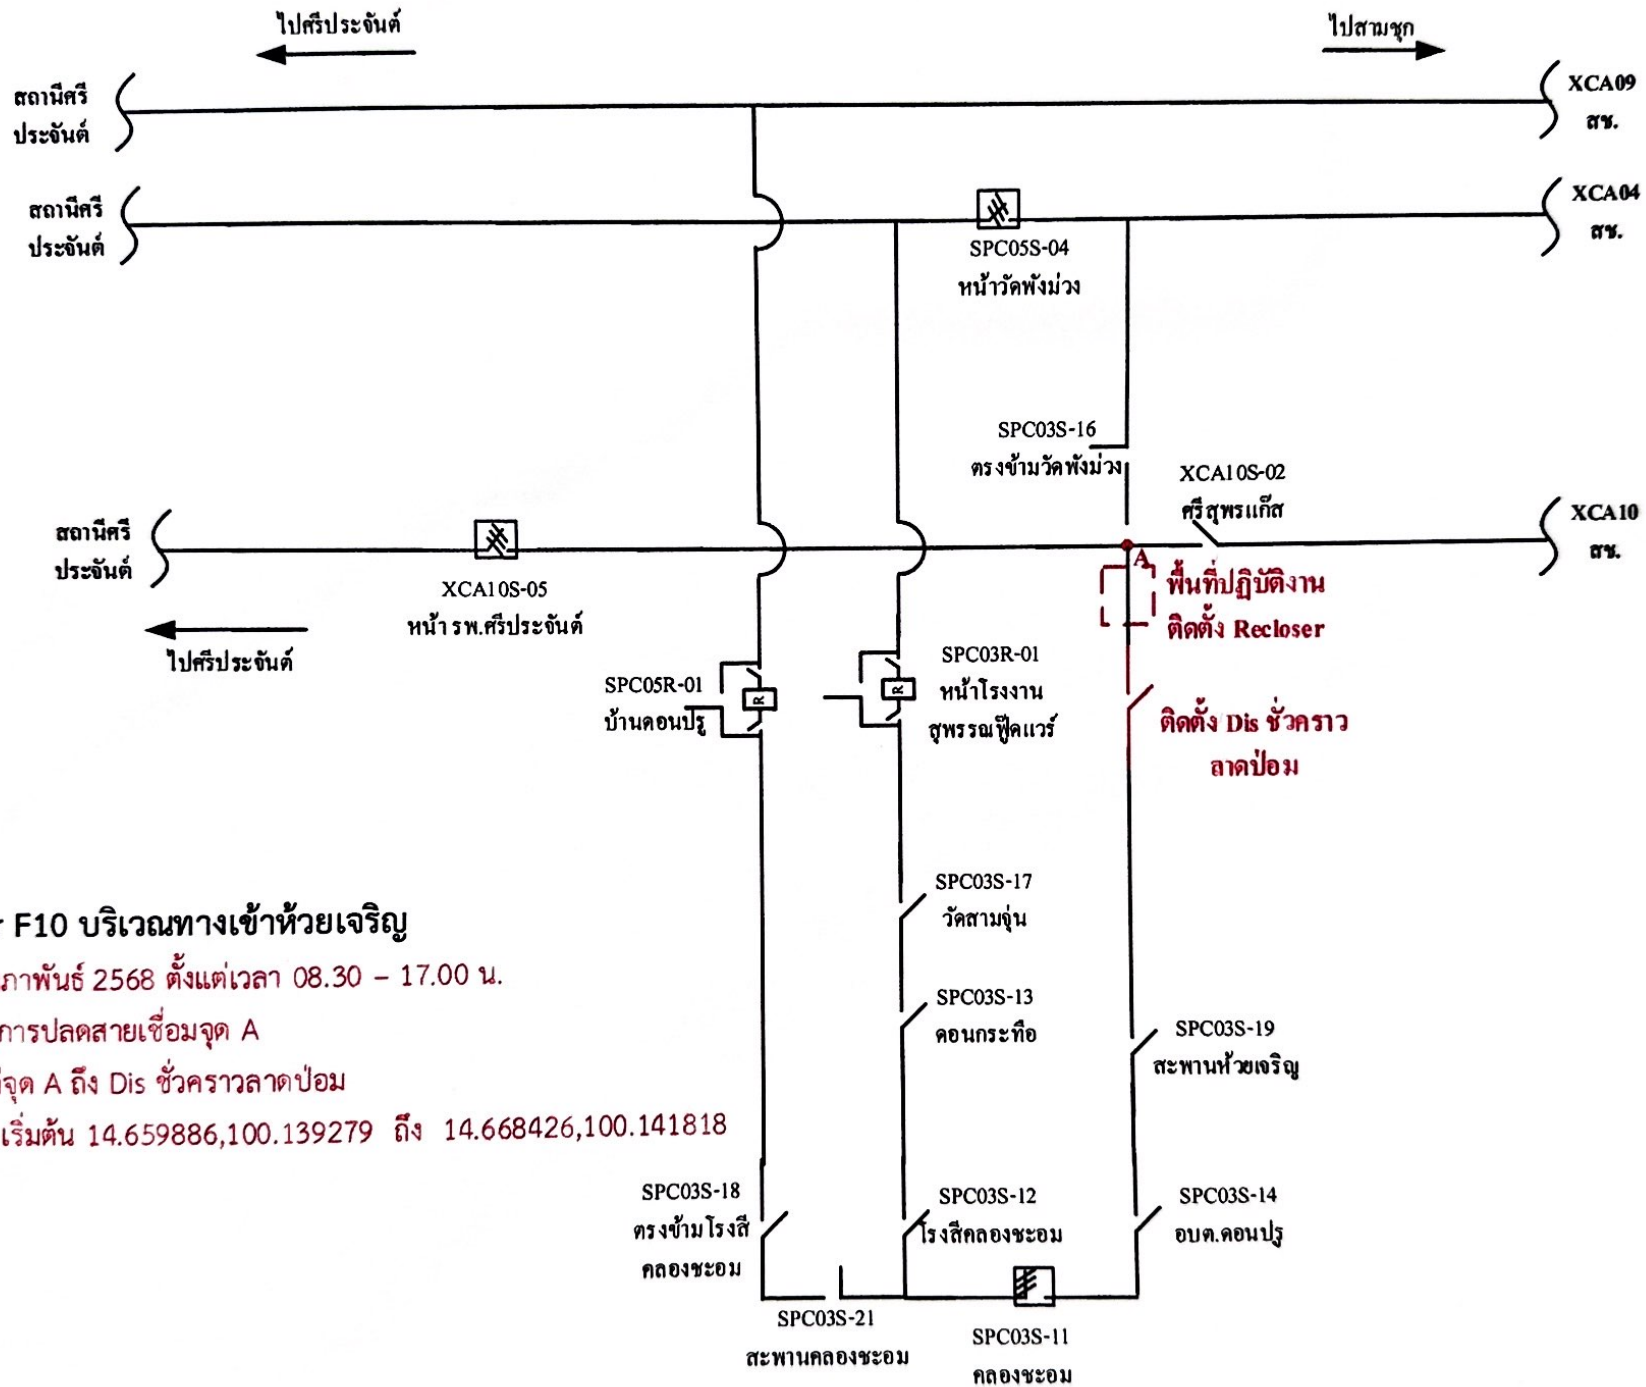 ไปศรีประจันต์
ไปสามชุก
สถานีศรี
ประจันต์
XCA09
สช.
สถานีศรี
ประจันต์
XCA04
สช.
SPC05S-04
หน้าวัดพังม่วง
SPC03S-16
ตรงข้ามวัดพังม่วง
XCA10S-02
ศรีสุพรแก๊ส
สถานีศรี
ประจันต์
XCA10
สช.
A
XCA10S-05
หน้า รพ.ศรีประจันต์
พื้นที่ปฏิบัติงาน
ติดตั้ง Recloser
ไปศรีประจันต์
SPC05R-01
บ้านดอนปรู
R
R
SPC03R-01
หน้าโรงงาน
สุพรรณฟู๊ดแวร์
ติดตั้ง Dis ชั่วคราว
ลาดป่อม
SPC03S-17
วัดสามจุ่น
F10 บริเวณทางเข้าห้วยเจริญ
ภาพันธ์ 2568 ตั้งแต่เวลา 08.30 – 17.00 น.
การปลดสายเชื่อมจุด A
จุด A ถึง Dis ชั่วคราวลาดป่อม
เริ่มต้น 14.659886,100.139279 ถึง 14.668426,100.141818
SPC03S-13
ดอนกระทือ
SPC03S-19
สะพานห้วยเจริญ
SPC03S-18
ตรงข้ามโรงสี
คลองชะอม
SPC03S-12
โรงสีคลองชะอม
SPC03S-14
อบต.ดอนปรู
SPC03S-21
สะพานคลองชะอม
SPC03S-11
คลองชะอม